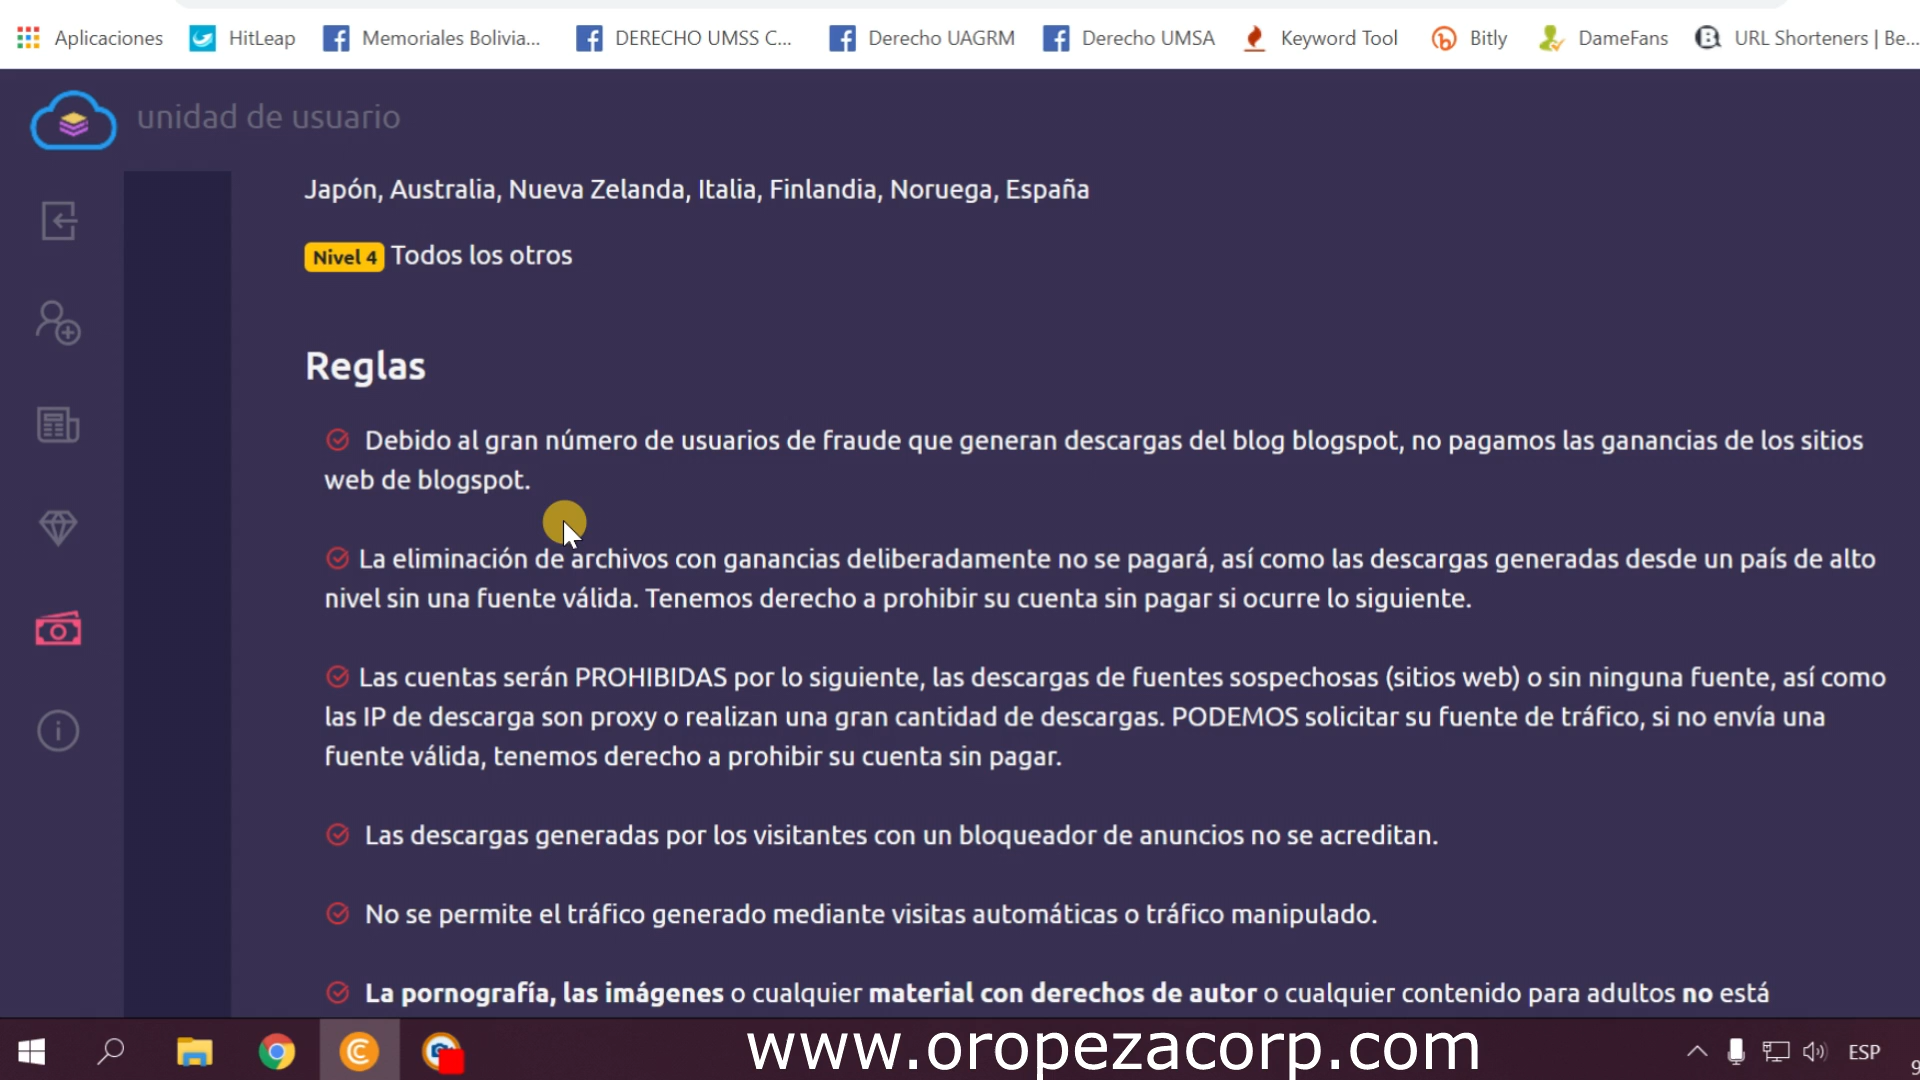 Aplicaciones HitLeap Memoriales Bolivia... DERECHO UMSS C... Derecho UAGRM Derecho UMSA Keyword Tool Bitly DameFans URL Shorteners | Be...
unidad de usuario
Japón, Australia, Nueva Zelanda, Italia, Finlandia, Noruega, España
Nivel 4 Todos los otros
Reglas
Debido al gran número de usuarios de fraude que generan descargas del blog blogspot, no pagamos las ganancias de los sitios
web de blogspot.
La eliminación de archivos con ganancias deliberadamente no se pagará, así como las descargas generadas desde un país de alto
nivel sin una fuente válida. Tenemos derecho a prohibir su cuenta sin pagar si ocurre lo siguiente.
Las cuentas serán PROHIBIDAS por lo siguiente, las descargas de fuentes sospechosas (sitios web) o sin ninguna fuente, así como
las IP de descarga son proxy o realizan una gran cantidad de descargas. PODEMOS solicitar su fuente de tráfico, si no envía una
fuente válida, tenemos derecho a prohibir su cuenta sin pagar.
Las descargas generadas por los visitantes con un bloqueador de anuncios no se acreditan.
No se permite el tráfico generado mediante visitas automáticas o tráfico manipulado.
La pornografía, las imágenes o cualquier material con derechos de autor o cualquier contenido para adultos no está
www.oropezacorp.com
ESP